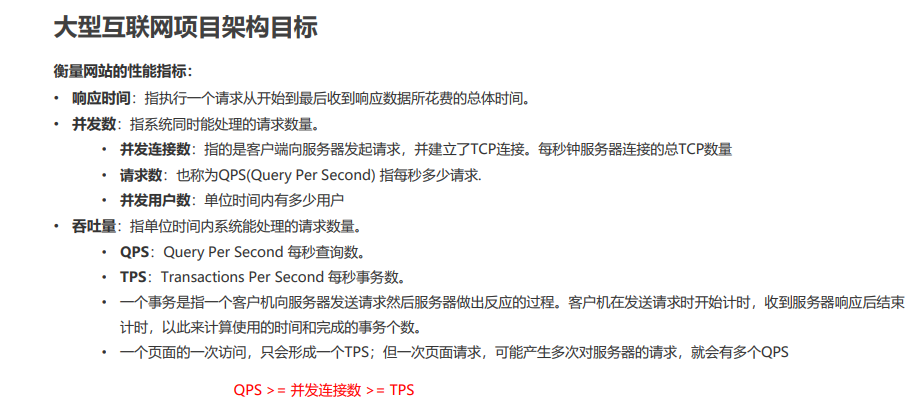 大型互联网项目架构目标
衡量网站的性能指标：
• 响应时间：指执行一个请求从开始到最后收到响应数据所花费的总体时间。
• 并发数：指系统同时能处理的请求数量。
• 并发连接数：指的是客户端向服务器发起请求，并建立了TCP连接。每秒钟服务器连接的总TCP数量
• 请求数：也称为QPS(Query Per Second) 指每秒多少请求.
• 并发用户数：单位时间内有多少用户
• 吞吐量：指单位时间内系统能处理的请求数量。
• QPS：Query Per Second 每秒查询数。
• TPS：Transactions Per Second 每秒事务数。
• 一个事务是指一个客户机向服务器发送请求然后服务器做出反应的过程。客户机在发送请求时开始计时，收到服务器响应后结束
计时，以此来计算使用的时间和完成的事务个数。
• 一个页面的一次访问，只会形成一个TPS；但一次页面请求，可能产生多次对服务器的请求，就会有多个QPS
QPS >= 并发连接数 >= TPS